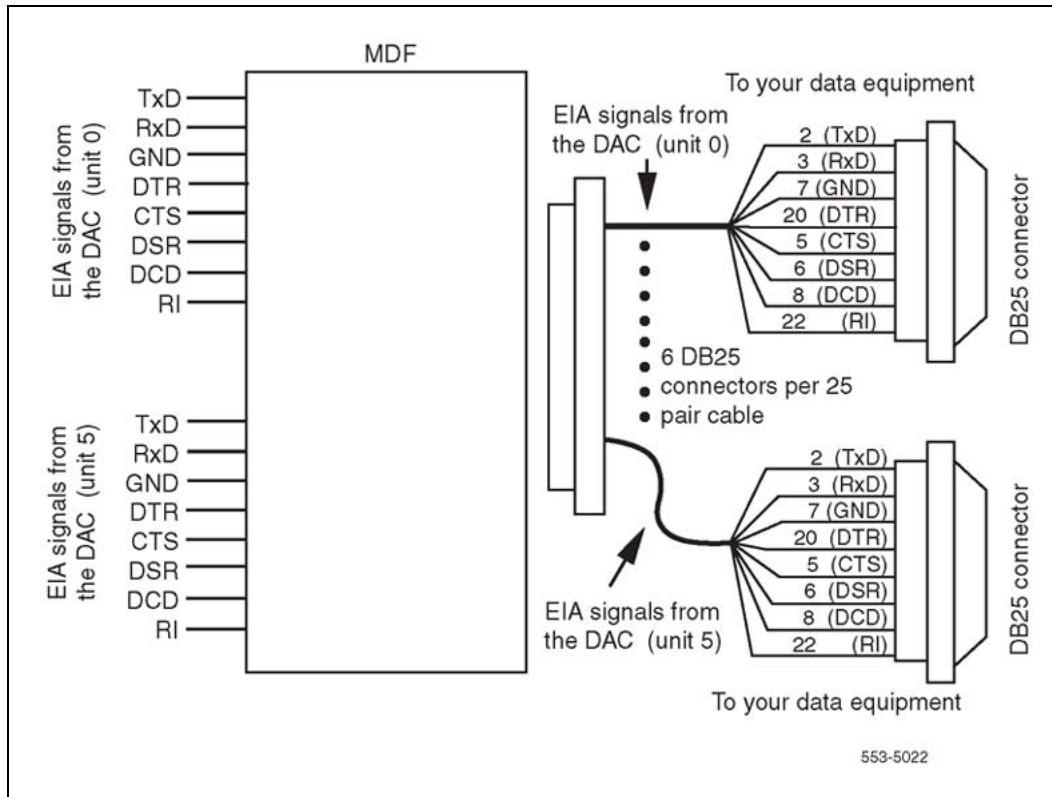 MDF
TxD
RxD
GND
DTR
CTS
DSR
DCD
RI
EIA signals from
the DAC (unit 0)
TxD
RxD
GND
DTR
CTS
DSR
DCD
RI
EIA signals from
the DAC (unit 5)
EIA signals from
the DAC (unit 0)
6 DB25
connectors per 25
pair cable
EIA signals from
the DAC (unit 5)
To your data equipment
2 (TxD)
3 (RxD)
7 (GND)
20 (DTR)
5 (CTS)
6 (DSR)
8 (DCD)
22 (RI)
DB25 connector
2 (TxD)
3 (RxD)
7 (GND)
20 (DTR)
5 (CTS)
6 (DSR)
8 (DCD)
22 (RI)
DB25 connector
To your data equipment
553-5022